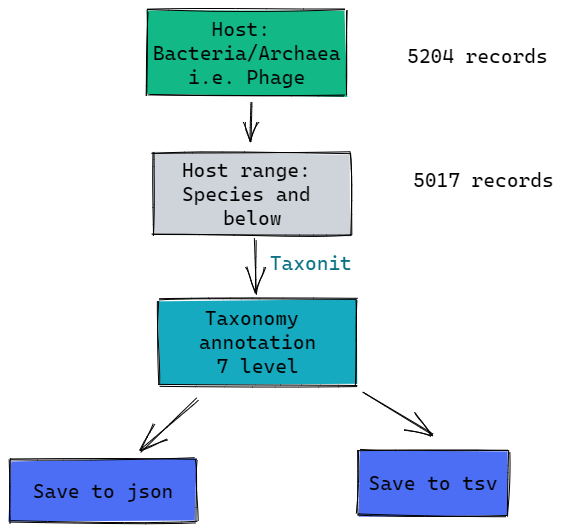 Host:
Bacteria/Archaea
i.e. Phage
5204 records
Host range:
Species and
below
5017 records
Taxonit
Taxonomy
annotation
7 level
Save to json
Save to tsv